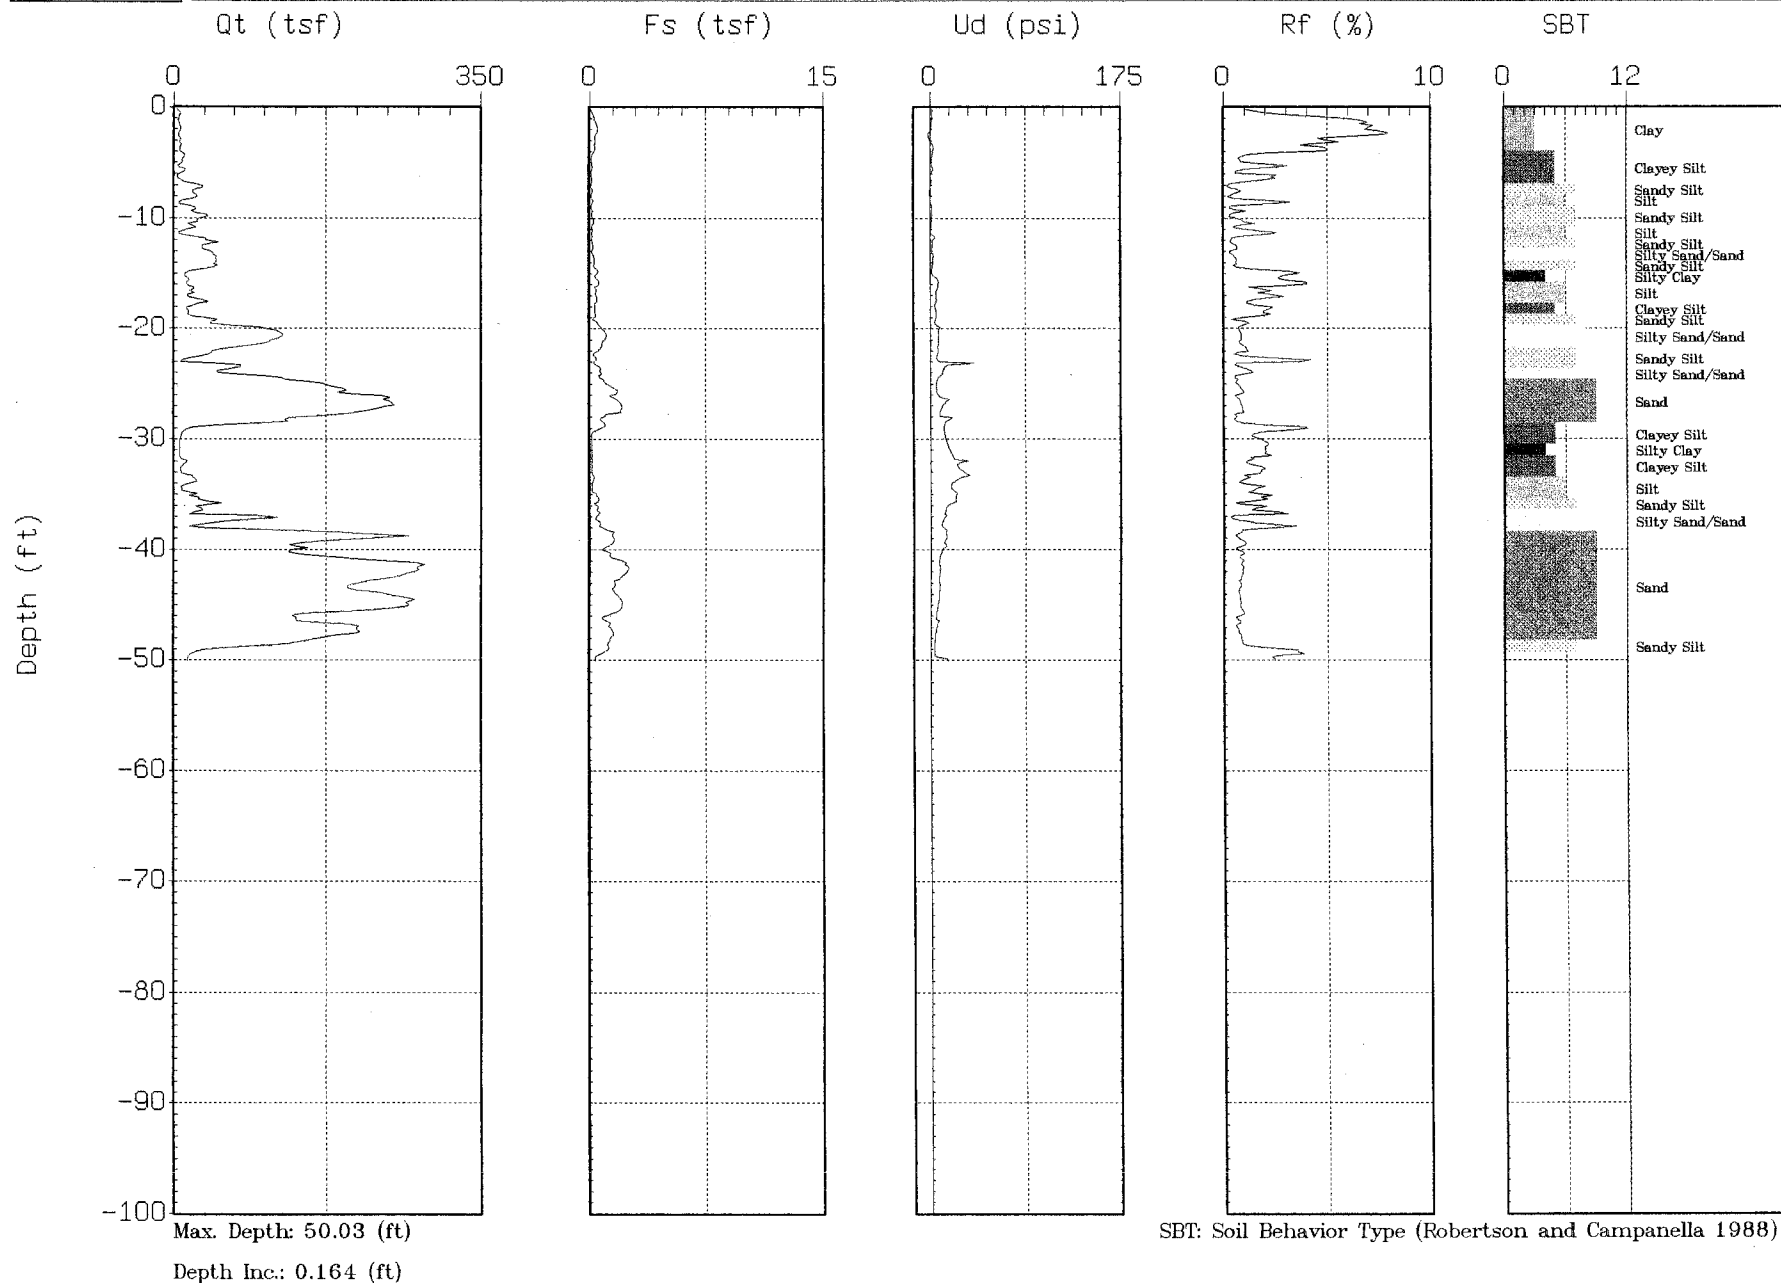 Qt (tsf) Fs (tsf) Ud (psi) Rf (%) SBT
0 350 0 15 0 175 0 10 0 12
0
-10
-20
-30
-40
-50
-60
-70
-80
-90
-100
Depth (ft)
Clay
Clayey Silt
Sandy Silt
Silt
Sandy Silt
Silt
Sandy Silt
Silty Sand/Sand
Sandy Silt
Silty Clay
Silt
Clayey Silt
Sandy Silt
Silty Sand/Sand
Sandy Silt
Silty Sand/Sand
Sand
Clayey Silt
Silty Clay
Clayey Silt
Silt
Sandy Silt
Silty Sand/Sand
Sand
Sandy Silt
Max. Depth: 50.03 (ft)
SBT: Soil Behavior Type (Robertson and Campanella 1988)
Depth Inc.: 0.164 (ft)